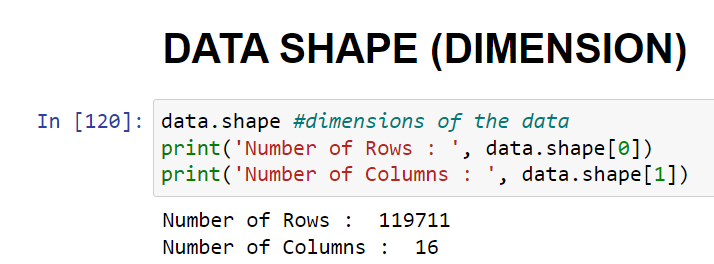 DATA SHAPE (DIMENSION)
In [120]: data.shape #dimensions of the data
print('Number of Rows : ', data.shape[0])
print('Number of Columns : ', data.shape[1])
Number of Rows :  119711
Number of Columns :  16